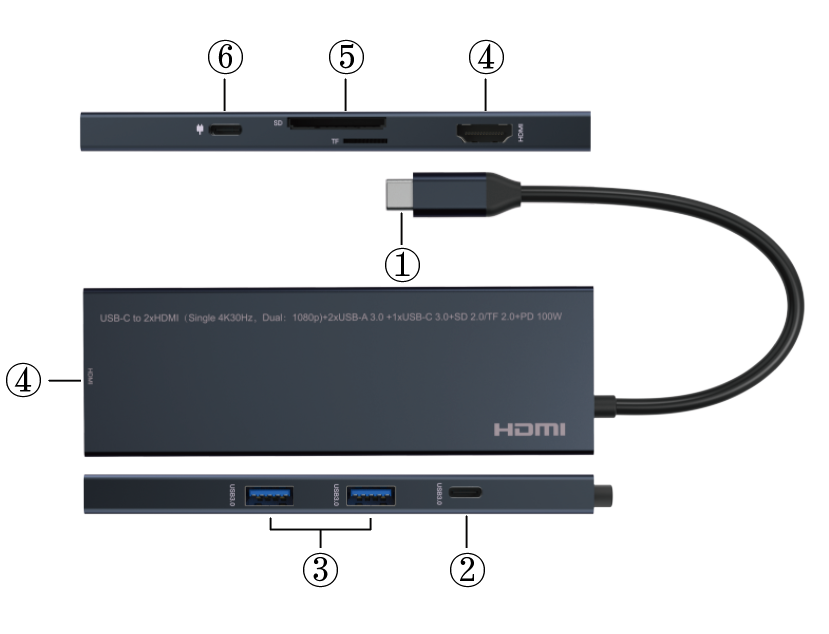 ⑥ ⑤ ④
SD
TF
HDMI
①
USB-C to 2xHDMI（Single 4K30Hz、Dual：1080p)+2xUSB-A 3.0 +1xUSB-C 3.0+SD 2.0/TF 2.0+PD 100W
④
HDMI
HDMI
USB3.0 USB3.0 USB3.0
③ ②